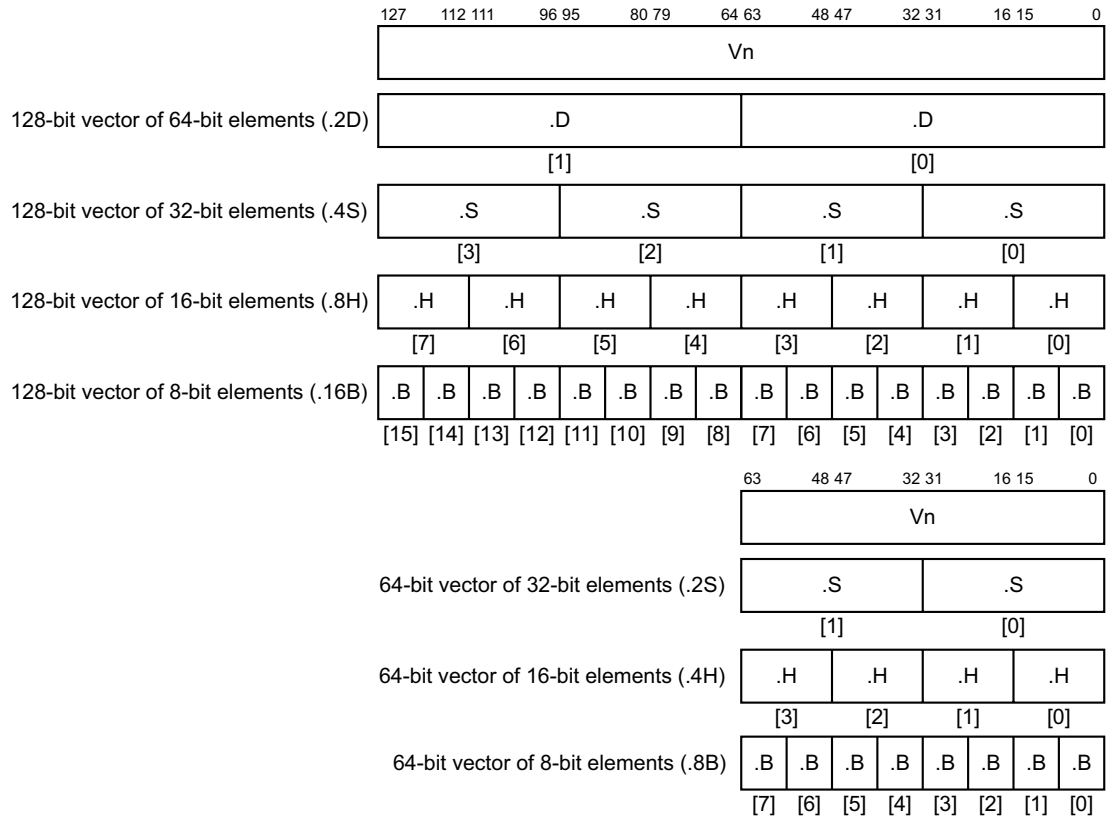 127 112 111 96 95 80 79 64 63 48 47 32 31 16 15 0
Vn
128-bit vector of 64-bit elements (.2D) .D .D
[1] [0]
128-bit vector of 32-bit elements (.4S) .S .S .S .S
[3] [2] [1] [0]
128-bit vector of 16-bit elements (.8H) .H .H .H .H .H .H .H .H
[7] [6] [5] [4] [3] [2] [1] [0]
128-bit vector of 8-bit elements (.16B) .B .B .B .B .B .B .B .B .B .B .B .B .B .B .B .B
[15] [14] [13] [12] [11] [10] [9] [8] [7] [6] [5] [4] [3] [2] [1] [0]
63 48 47 32 31 16 15 0
Vn
64-bit vector of 32-bit elements (.2S) .S .S
[1] [0]
64-bit vector of 16-bit elements (.4H) .H .H .H .H
[3] [2] [1] [0]
64-bit vector of 8-bit elements (.8B) .B .B .B .B .B .B .B .B
[7] [6] [5] [4] [3] [2] [1] [0]